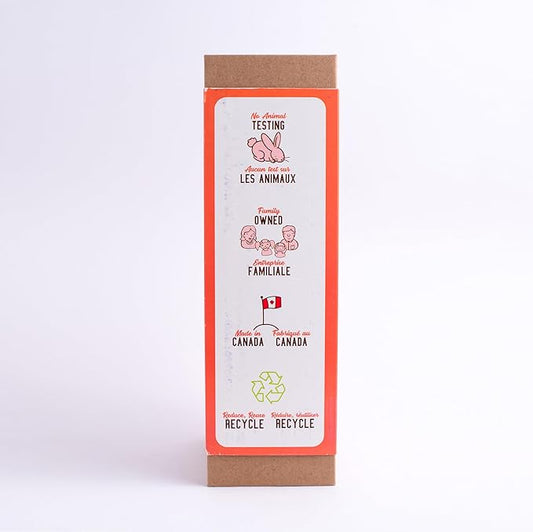 No Animal
TESTING
Aucun test sur
LES ANIMAUX
Family
OWNED
Entreprise
FAMILIALE
Made in Fabriqué au
CANADA CANADA
Reduce, Reuse Réduire, réutiliser
RECYCLE RECYCLE